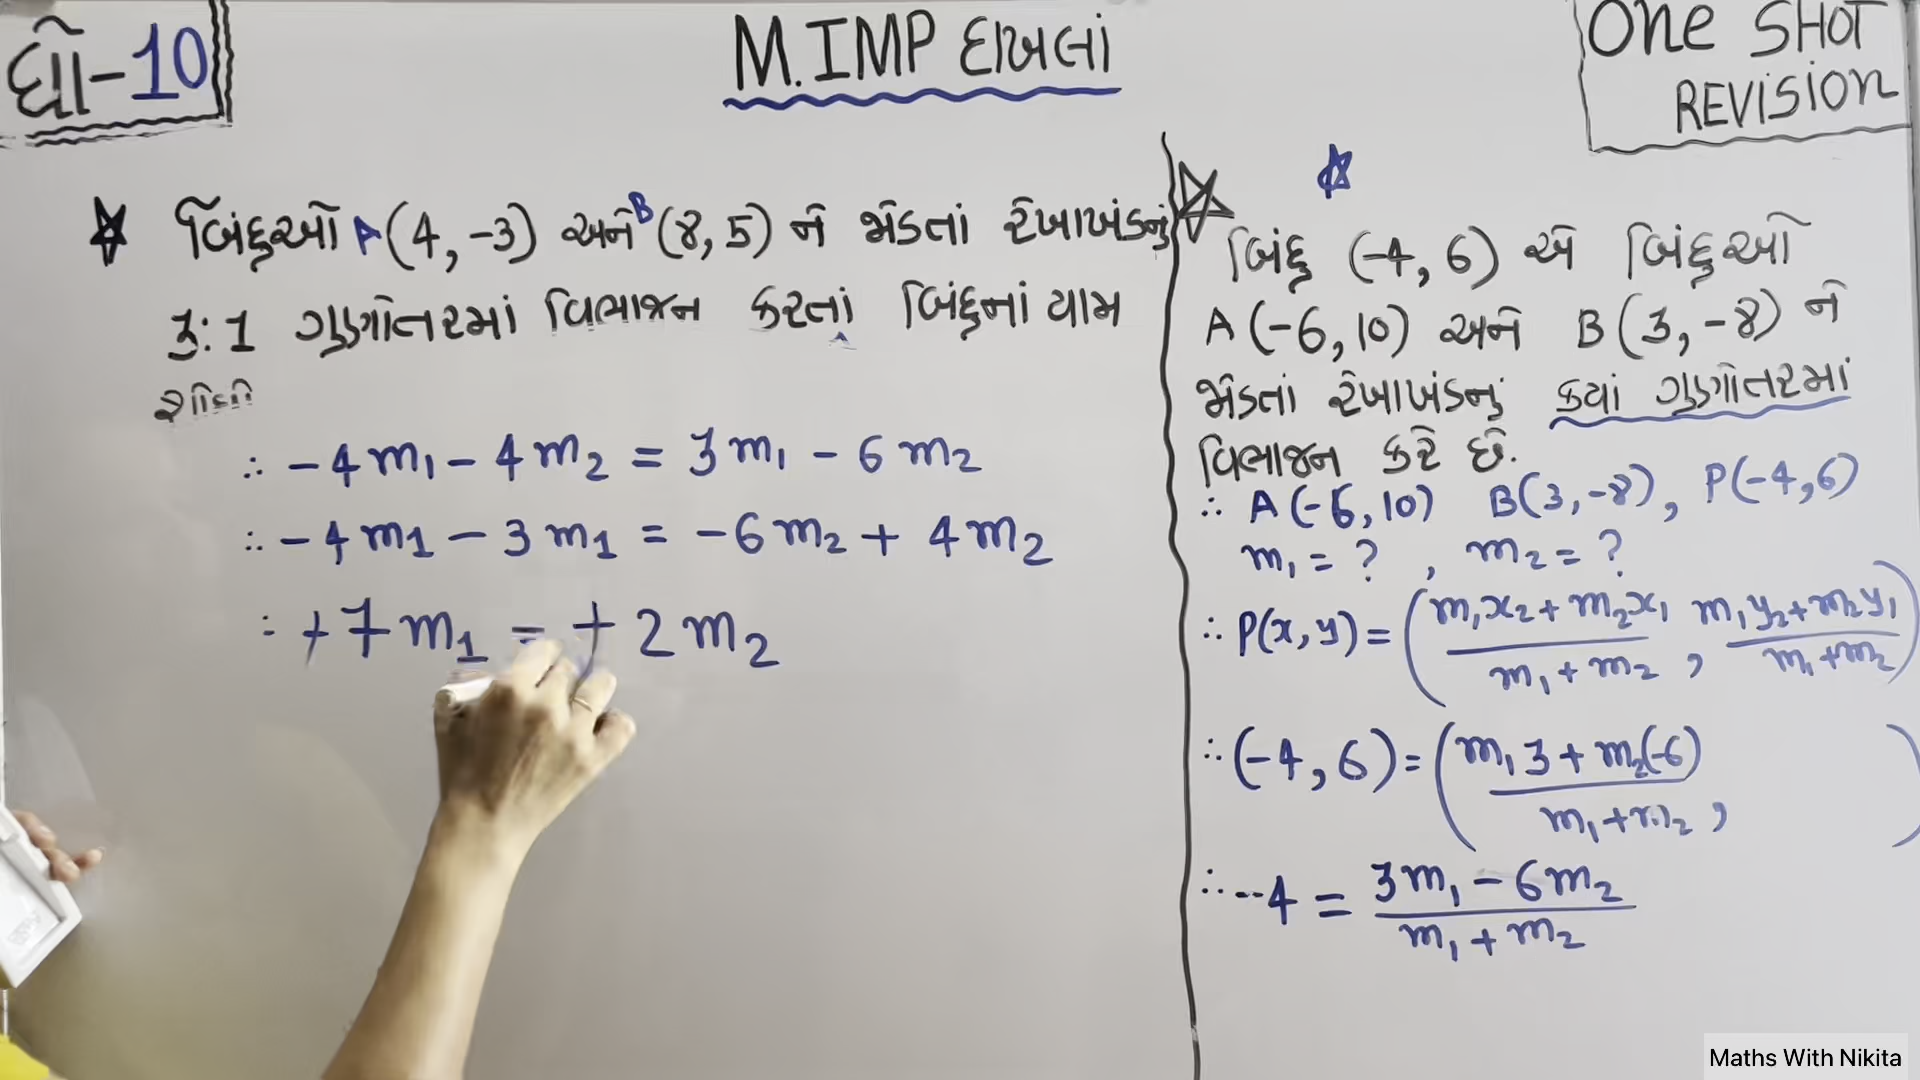 ધો-10
M.IMP દાખલાં
One SHOT
REVISION
બિંદુઓ A(4, -3) અને B(8, 5) ને જોડતાં રેખાખંડનું
3:1 ગુણોત્તરમાં વિભાજન કરતાં બિંદુનાં યામ
શોધો
∴ -4m₁ - 4m₂ = 3m₁ - 6m₂
∴ -4m₁ - 3m₁ = -6m₂ + 4m₂
: +7m₁ = +2m₂
બિંદુ (-4, 6) એ બિંદુઓ
A(-6, 10) અને B(3, -8) ને
જોડતાં રેખાખંડનું કયાં ગુણોત્તરમાં
વિભાજન કરે છે.
∴ A(-6, 10) B(3, -8), P(-4, 6)
m₁ = ?, m₂ = ?
∴ P(x, y) = (m₁x₂ + m₂x₁ / m₁ + m₂ , m₁y₂ + m₂y₁ / m₁ + m₂)
∴ (-4, 6) = (m₁3 + m₂(-6) / m₁ + m₂ , )
∴ -4 = 3m₁ - 6m₂ / m₁ + m₂
Maths With Nikita